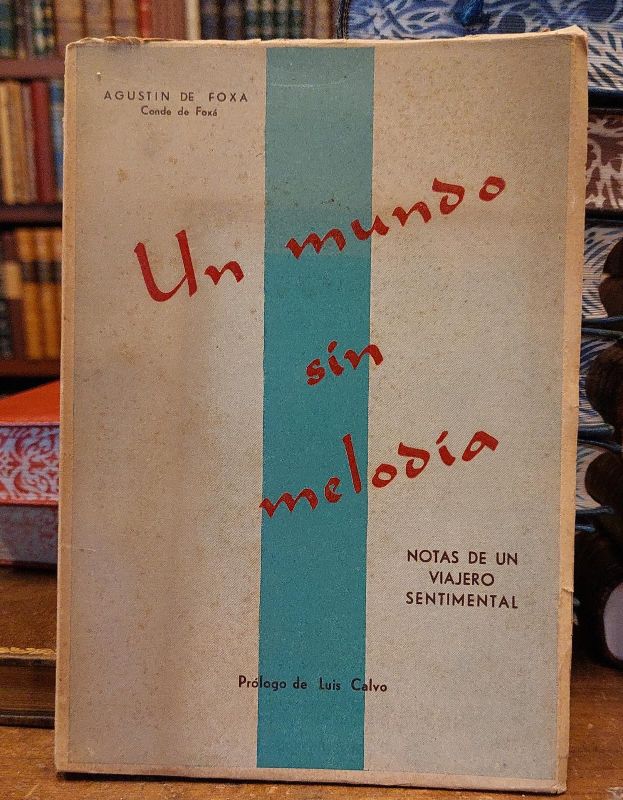 AGUSTIN DE FOXA
Conde de Foxá
Un mundo
sin
melodía
NOTAS DE UN
VIAJERO
SENTIMENTAL
Prólogo de Luis Calvo